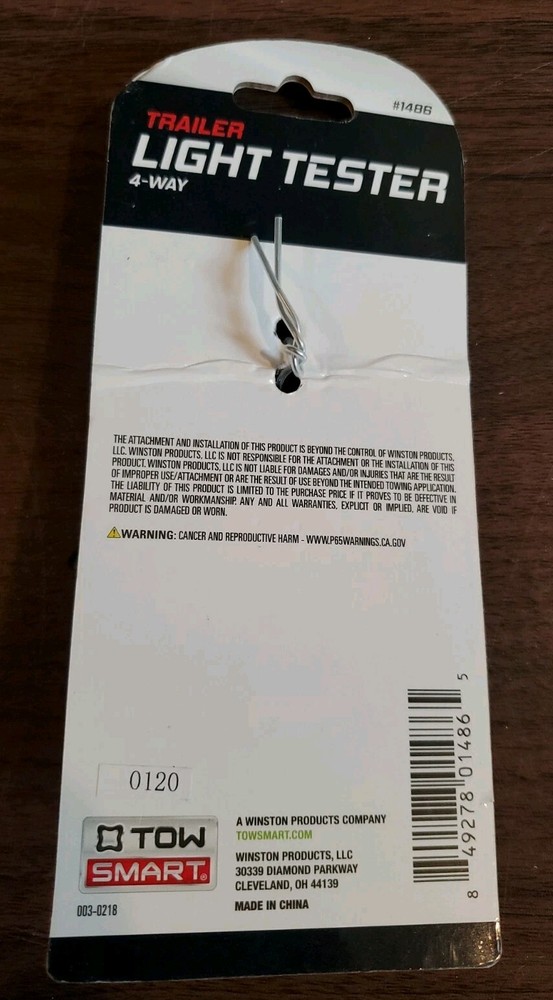 #1486
TRAILER
LIGHT TESTER
4-WAY
THE ATTACHMENT AND INSTALLATION OF THIS PRODUCT IS BEYOND THE CONTROL OF WINSTON PRODUCTS,
LLC. WINSTON PRODUCTS, LLC IS NOT RESPONSIBLE FOR THE ATTACHMENT OR THE INSTALLATION OF THIS
PRODUCT. WINSTON PRODUCTS, LLC IS NOT LIABLE FOR DAMAGES AND/OR INJURIES THAT ARE THE RESULT
OF IMPROPER USE/ATTACHMENT OR ARE THE RESULT OF USE BEYOND THE INTENDED TOWING APPLICATION.
THE LIABILITY OF THIS PRODUCT IS LIMITED TO THE PURCHASE PRICE IF IT PROVES TO BE DEFECTIVE IN
MATERIAL AND/OR WORKMANSHIP. ANY AND ALL WARRANTIES, EXPLICIT OR IMPLIED, ARE VOID IF
PRODUCT IS DAMAGED OR WORN.
WARNING: CANCER AND REPRODUCTIVE HARM - WWW.P65WARNINGS.CA.GOV
8 49278 01486 5
0120
TOW
SMART®
003-0218
A WINSTON PRODUCTS COMPANY
TOWSMART.COM
WINSTON PRODUCTS, LLC
30339 DIAMOND PARKWAY
CLEVELAND, OH 44139
MADE IN CHINA